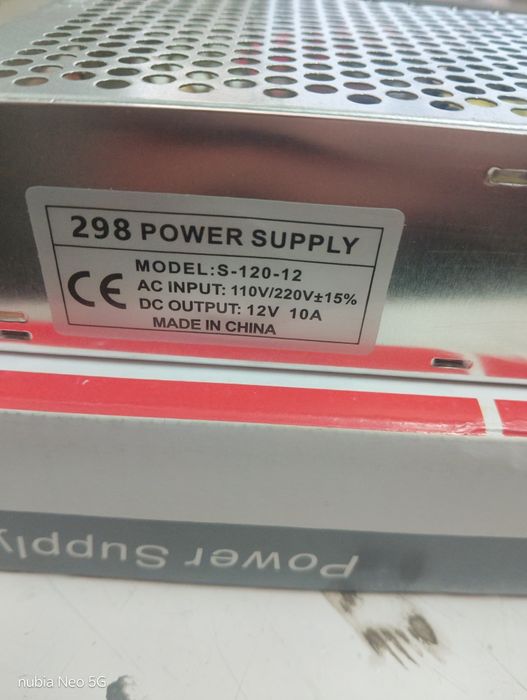 298 POWER SUPPLY
CE
MODEL:S-120-12
AC INPUT: 110V/220V±15%
DC OUTPUT: 12V 10A
MADE IN CHINA
Power Supply
nubia Neo 5G